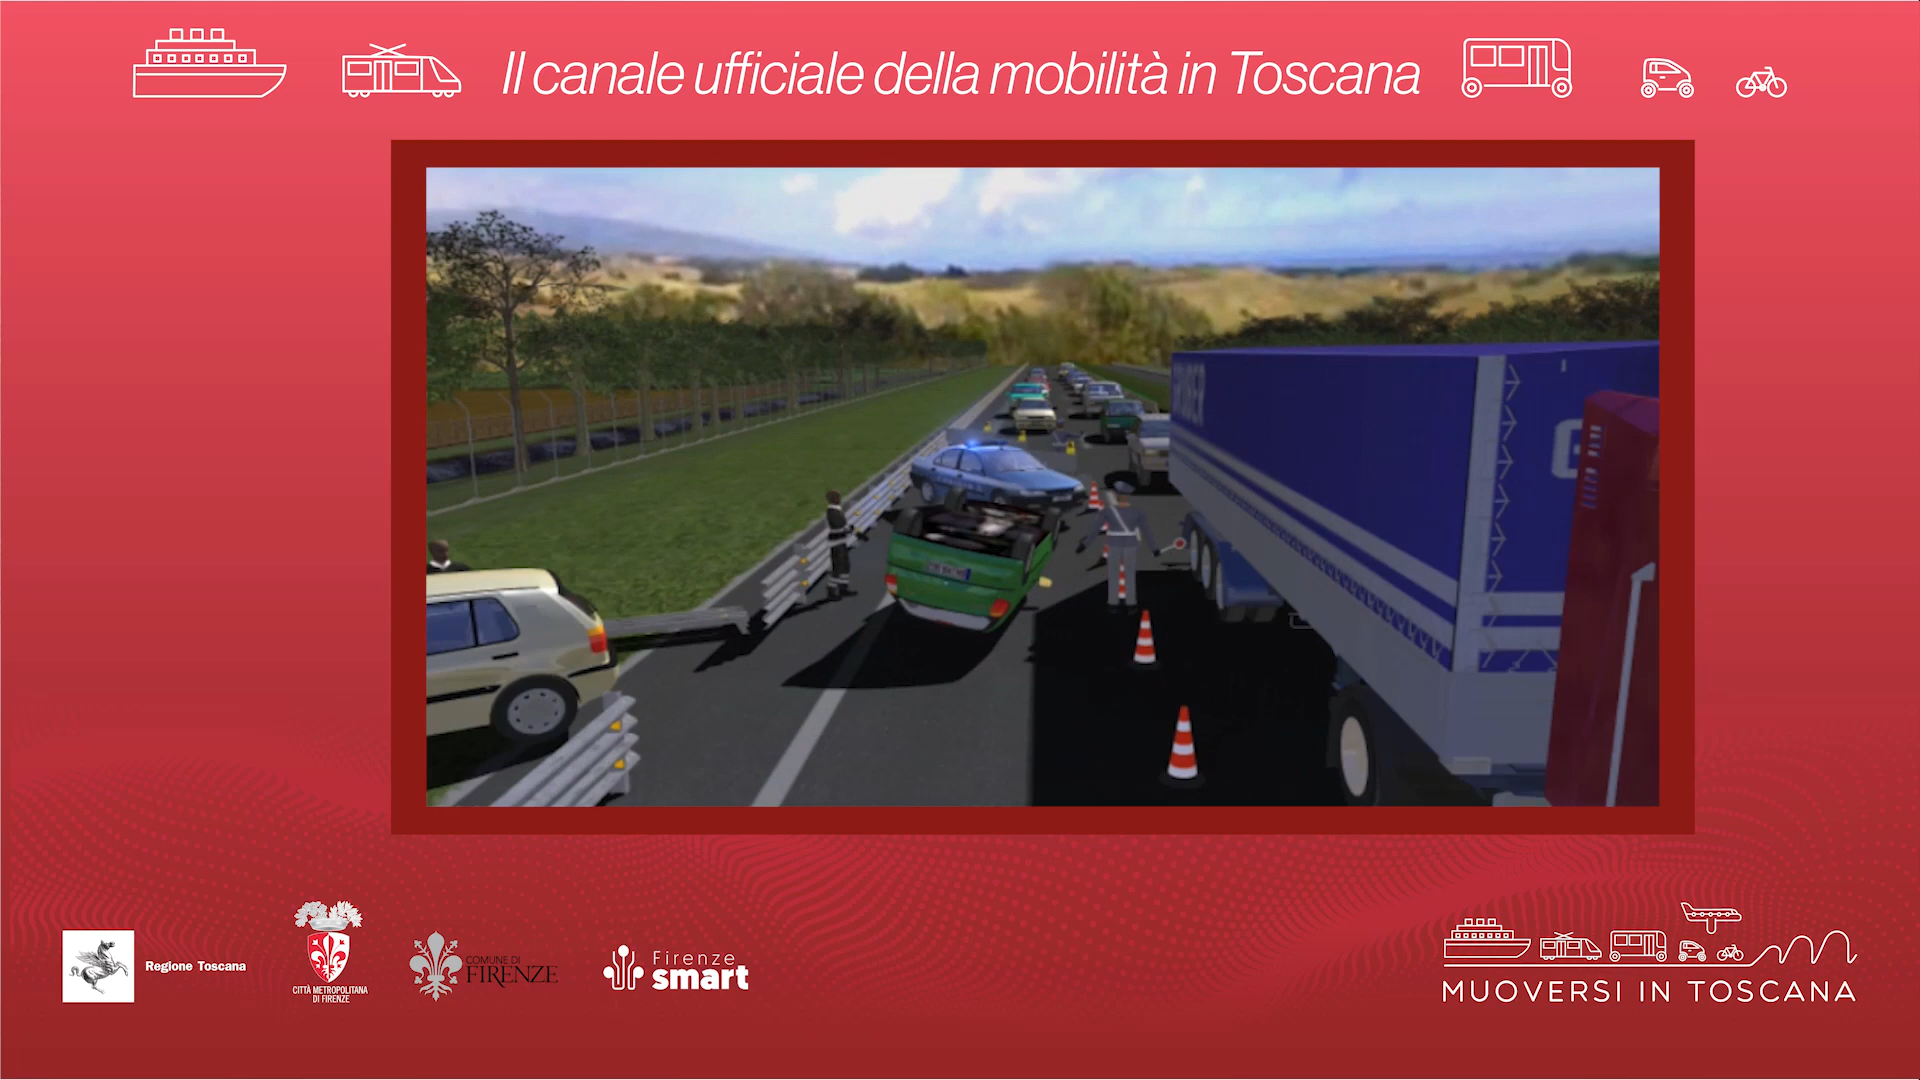 Il canale ufficiale della mobilità in Toscana
Regione Toscana
CITTÀ METROPOLITANA
DI FIRENZE
COMUNE DI
FIRENZE
Firenze
smart
MUOVERSI IN TOSCANA